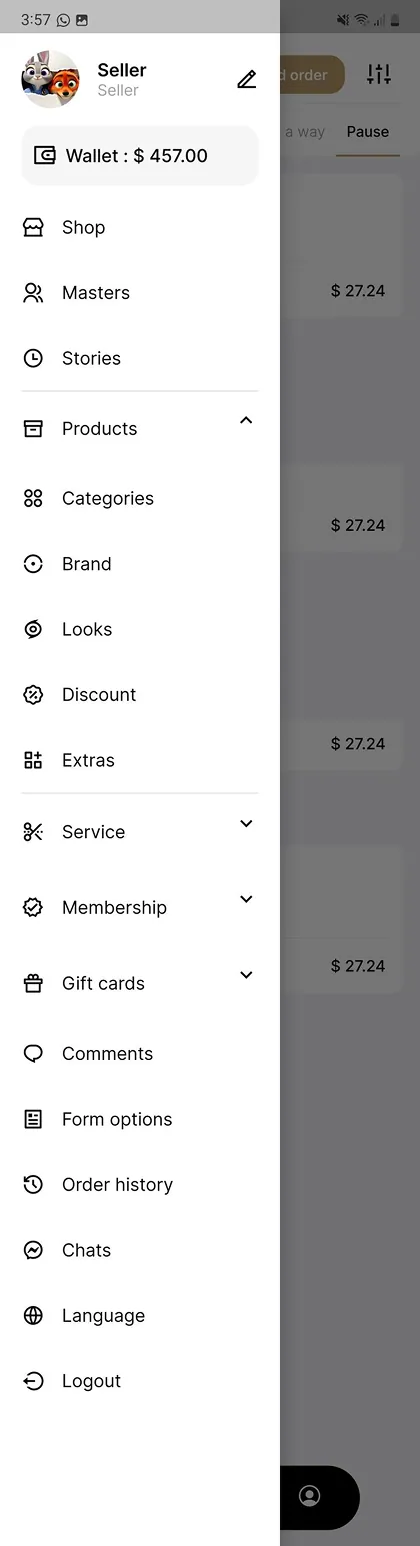 3:57
Seller
Seller
d order
Wallet : $ 457.00
a way
Pause
Shop
Masters
$ 27.24
Stories
Products
Categories
$ 27.24
Brand
Looks
Discount
$ 27.24
Extras
Service
Membership
$ 27.24
Gift cards
Comments
Form options
Order history
Chats
Language
Logout